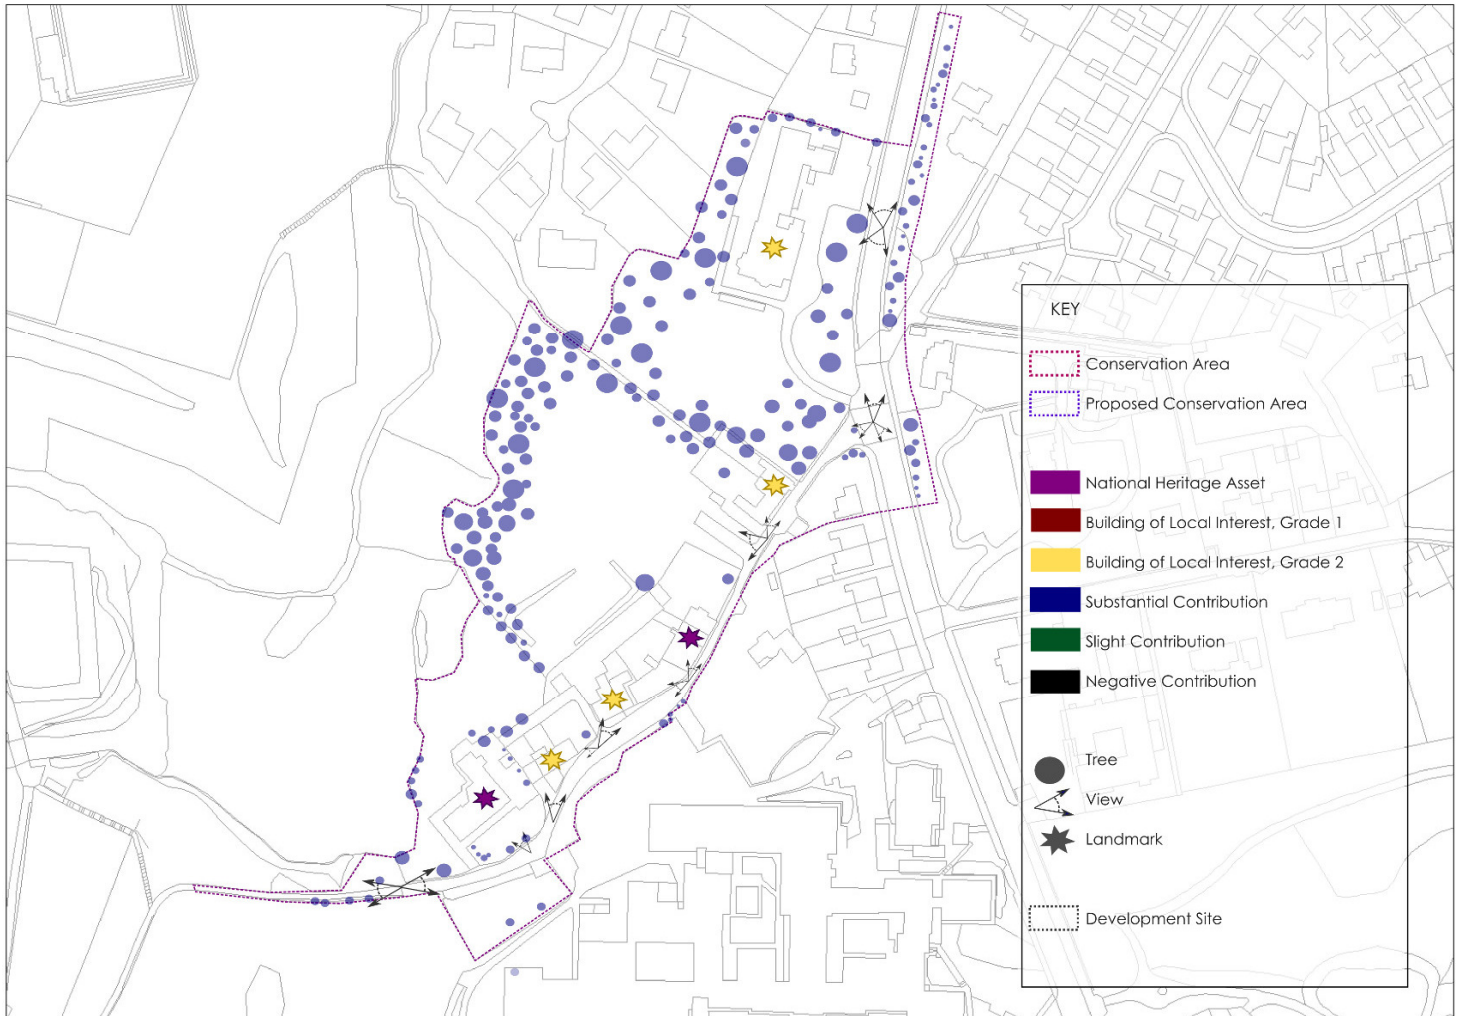 KEY
Conservation Area
Proposed Conservation Area
National Heritage Asset
Building of Local Interest, Grade 1
Building of Local Interest, Grade 2
Substantial Contribution
Slight Contribution
Negative Contribution
Tree
View
Landmark
Development Site